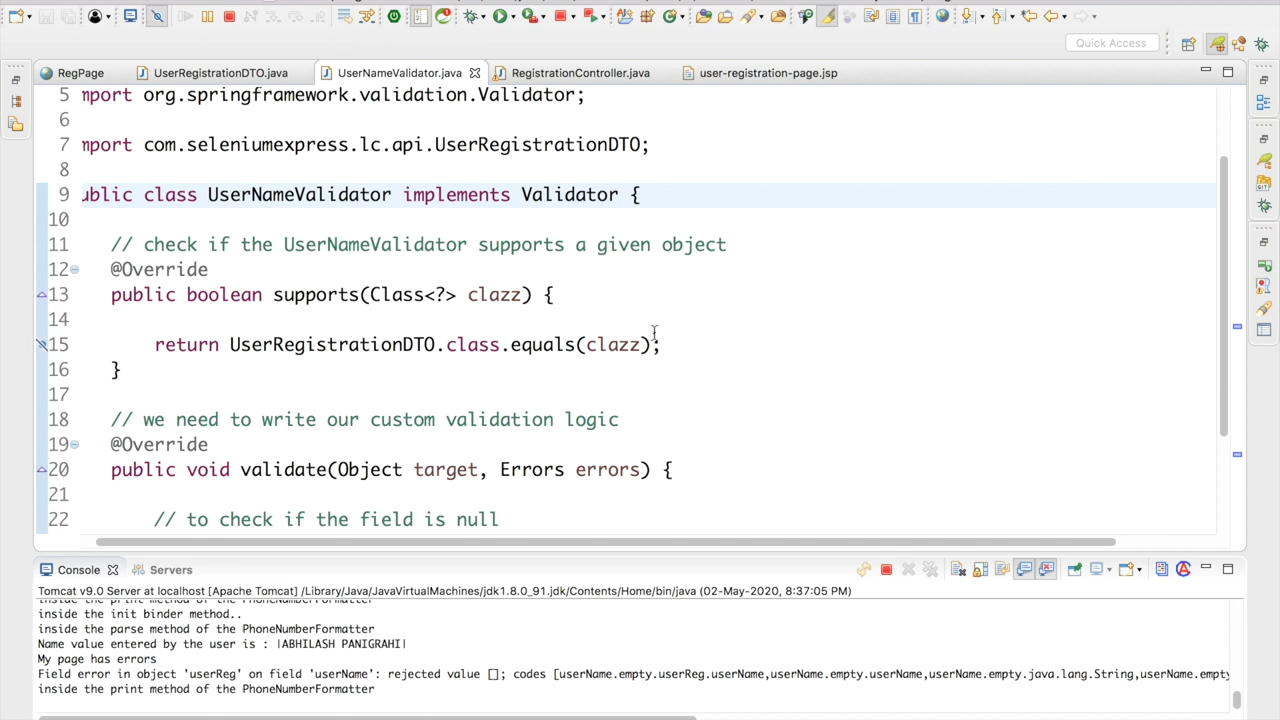 Quick Access
RegPage
UserRegistrationDTO.java
UserNameValidator.java
RegistrationController.java
user-registration-page.jsp
5 mport org.springframework.validation.Validator;
6
7 mport com.seleniumexpress.lc.api.UserRegistrationDTO;
8
9 ublic class UserNameValidator implements Validator {
10
11 // check if the UserNameValidator supports a given object
12 @Override
13 public boolean supports(Class<?> clazz) {
14
15 return UserRegistrationDTO.class.equals(clazz);
16 }
17
18 // we need to write our custom validation logic
19 @Override
20 public void validate(Object target, Errors errors) {
21
22 // to check if the field is null
Console Servers
Tomcat v9.0 Server at localhost [Apache Tomcat] /Library/Java/JavaVirtualMachines/jdk1.8.0_91.jdk/Contents/Home/bin/java (02-May-2020, 8:37:05 PM)
inside the print method of the PhoneNumberFormatter
inside the init binder method..
inside the parse method of the PhoneNumberFormatter
Name value entered by the user is : |ABHILASH PANIGRAHI|
My page has errors
Field error in object 'userReg' on field 'userName': rejected value []; codes [userName.empty.userReg.userName,userName.empty.userName,userName.empty.java.lang.String,userName.empty
inside the print method of the PhoneNumberFormatter